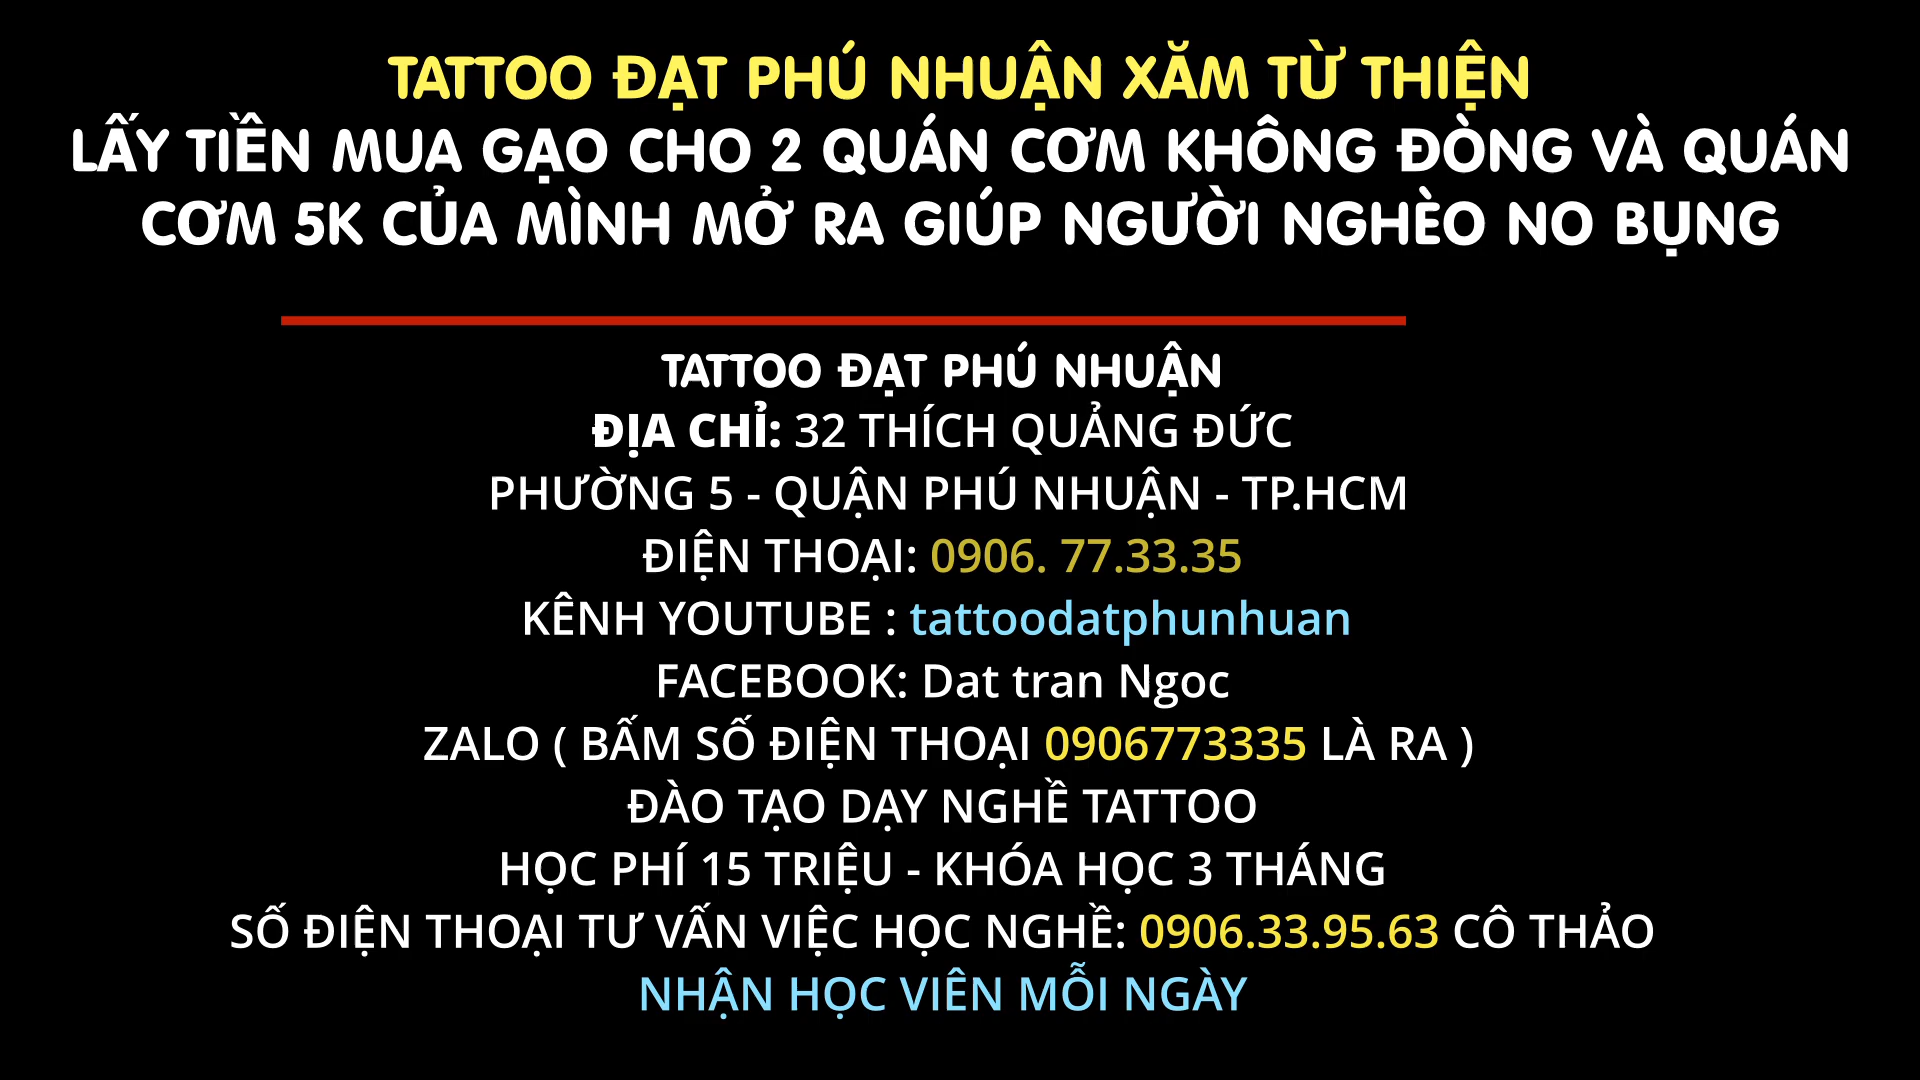 TATTOO ĐẠT PHÚ NHUẬN XĂM TỪ THIỆN
LẤY TIỀN MUA GẠO CHO 2 QUÁN CƠM KHÔNG ĐÒNG VÀ QUÁN
CƠM 5K CỦA MÌNH MỞ RA GIÚP NGƯỜI NGHÈO NO BỤNG
TATTOO ĐẠT PHÚ NHUẬN
ĐỊA CHỈ: 32 THÍCH QUẢNG ĐỨC
PHƯỜNG 5 - QUẬN PHÚ NHUẬN - TP.HCM
ĐIỆN THOẠI: 0906. 77.33.35
KÊNH YOUTUBE : tattoodatphunhuan
FACEBOOK: Dat tran Ngoc
ZALO ( BẤM SỐ ĐIỆN THOẠI 0906773335 LÀ RA )
ĐÀO TẠO DẠY NGHỀ TATTOO
HỌC PHÍ 15 TRIỆU - KHÓA HỌC 3 THÁNG
SỐ ĐIỆN THOẠI TƯ VẤN VIỆC HỌC NGHỀ: 0906.33.95.63 CÔ THẢO
NHẬN HỌC VIÊN MỖI NGÀY